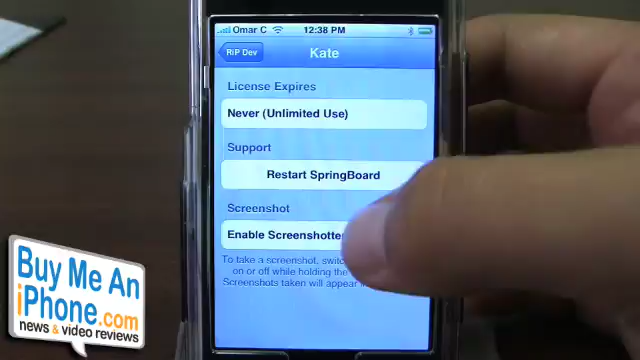 Omar C 12:38 PM
RiP Dev Kate
License Expires
Never (Unlimited Use)
Support
Restart SpringBoard
Screenshot
Enable Screenshotter
To take a screenshot, switch
on or off while holding the
Screenshots taken will appear
Buy Me An
iPhone.com
news & video reviews